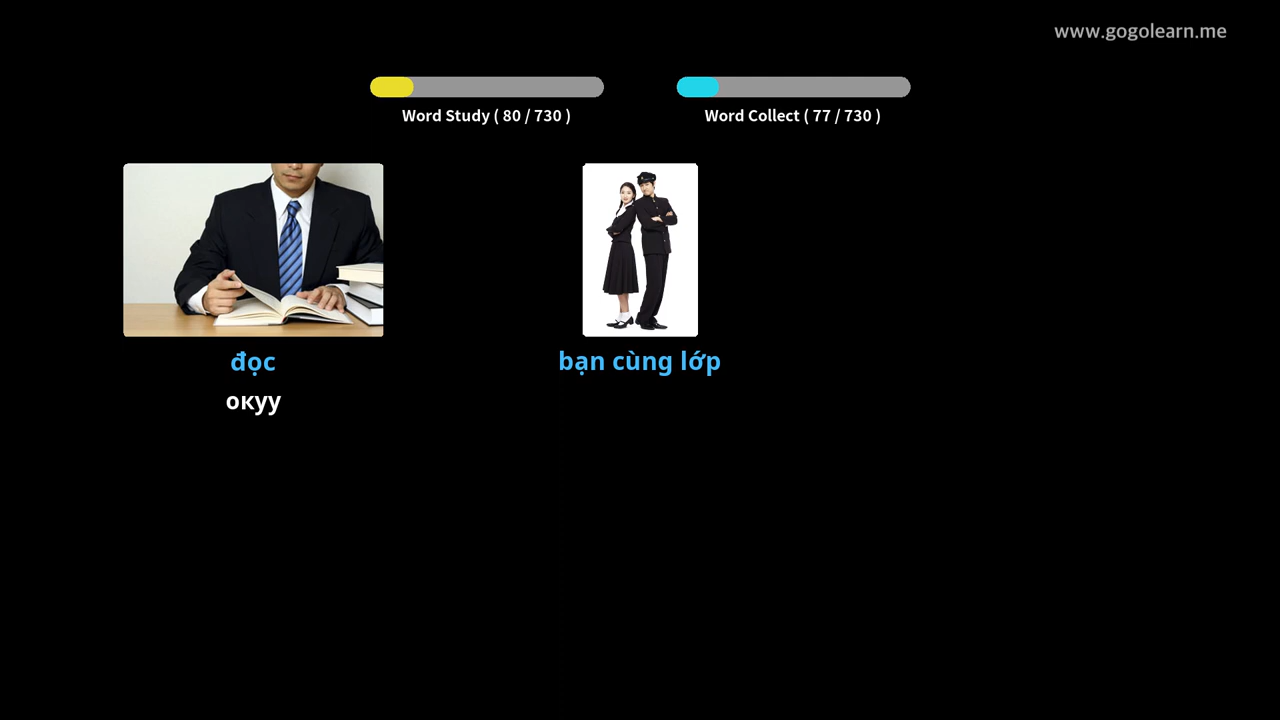 www.gogolearn.me
Word Study ( 80 / 730 )
Word Collect ( 77 / 730 )
đọc
окуу
bạn cùng lớp